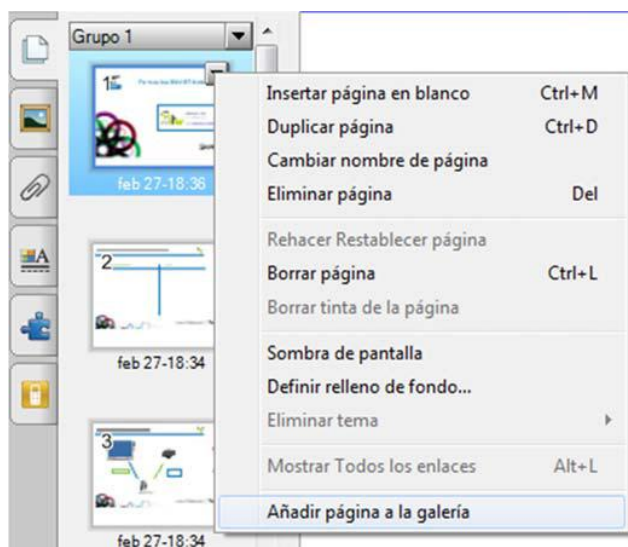 Grupo 1
1
feb 27-18:36
2
feb 27-18:34
3
feb 27-18:34
Insertar página en blanco Ctrl+M
Duplicar página Ctrl+D
Cambiar nombre de página
Eliminar página Del
Rehacer Restablecer página
Borrar página Ctrl+L
Borrar tinta de la página
Sombra de pantalla
Definir relleno de fondo...
Eliminar tema
Mostrar Todos los enlaces Alt+L
Añadir página a la galería